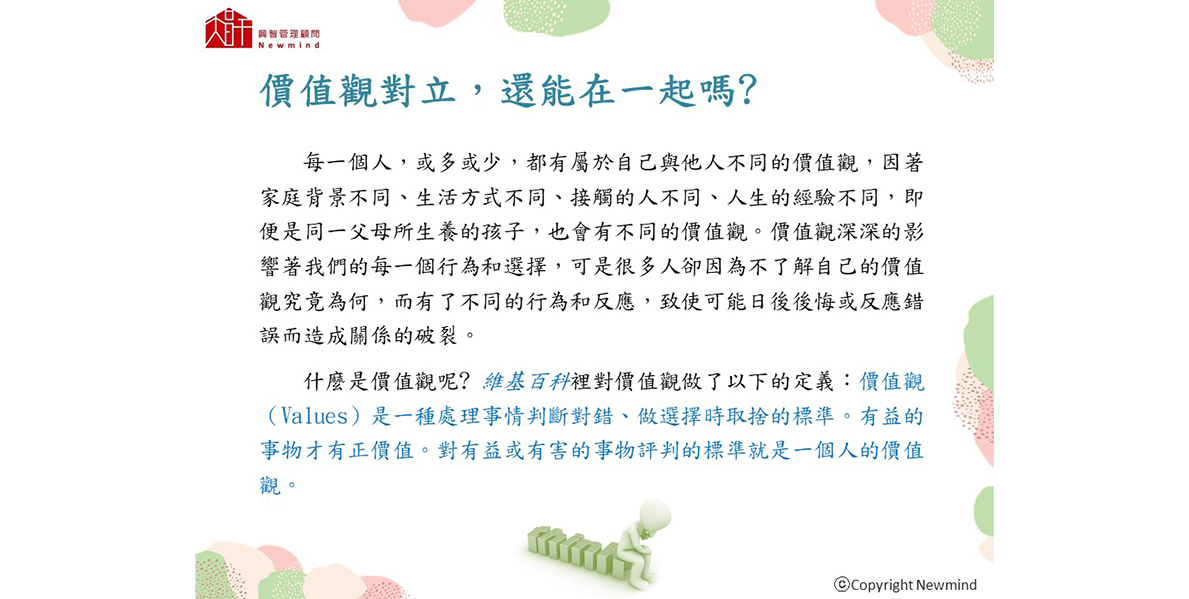 興智管理顧問
Newmind
價值觀對立，還能在一起嗎?
每一個人，或多或少，都有屬於自己與他人不同的價值觀，因著
家庭背景不同、生活方式不同、接觸的人不同、人生的經驗不同，即
便是同一父母所生養的孩子，也會有不同的價值觀。價值觀深深的影
響著我們的每一個行為和選擇，可是很多人卻因為不了解自己的價值
觀究竟為何，而有了不同的行為和反應，致使可能日後後悔或反應錯
誤而造成關係的破裂。
什麼是價值觀呢? 維基百科裡對價值觀做了以下的定義：價值觀
（Values）是一種處理事情判斷對錯、做選擇時取捨的標準。有益的
事物才有正價值。對有益或有害的事物評判的標準就是一個人的價值
觀。
ⓒCopyright Newmind